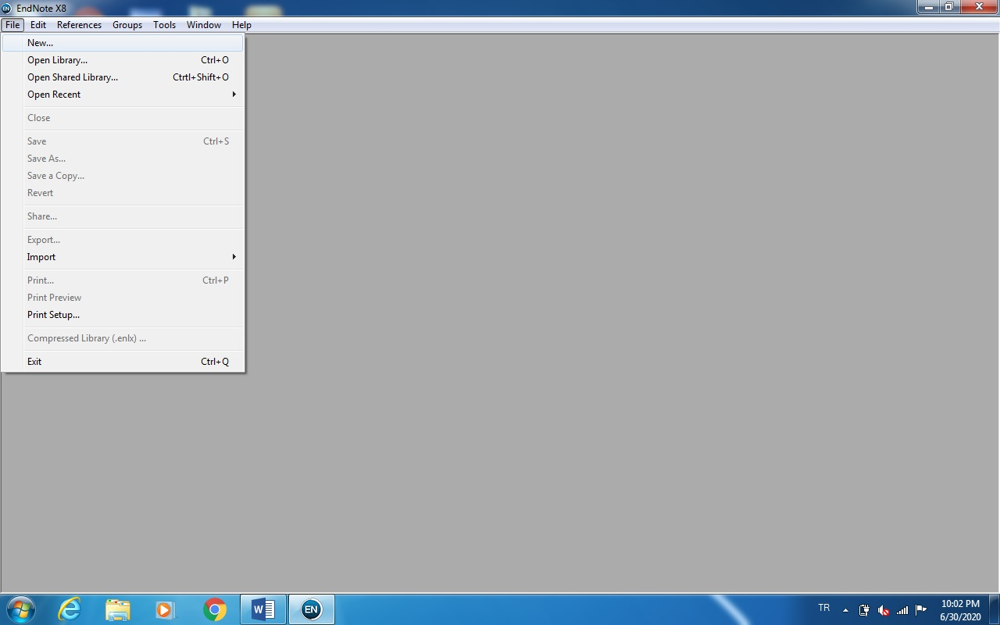 EndNote X8
File Edit References Groups Tools Window Help
New...
Open Library... Ctrl+O
Open Shared Library... Ctrtl+Shift+O
Open Recent
Close
Save Ctrl+S
Save As...
Save a Copy...
Revert
Share...
Export...
Import
Print... Ctrl+P
Print Preview
Print Setup...
Compressed Library (.enlx) ...
Exit Ctrl+Q
EN
W EN TR 10:02 PM
6/30/2020